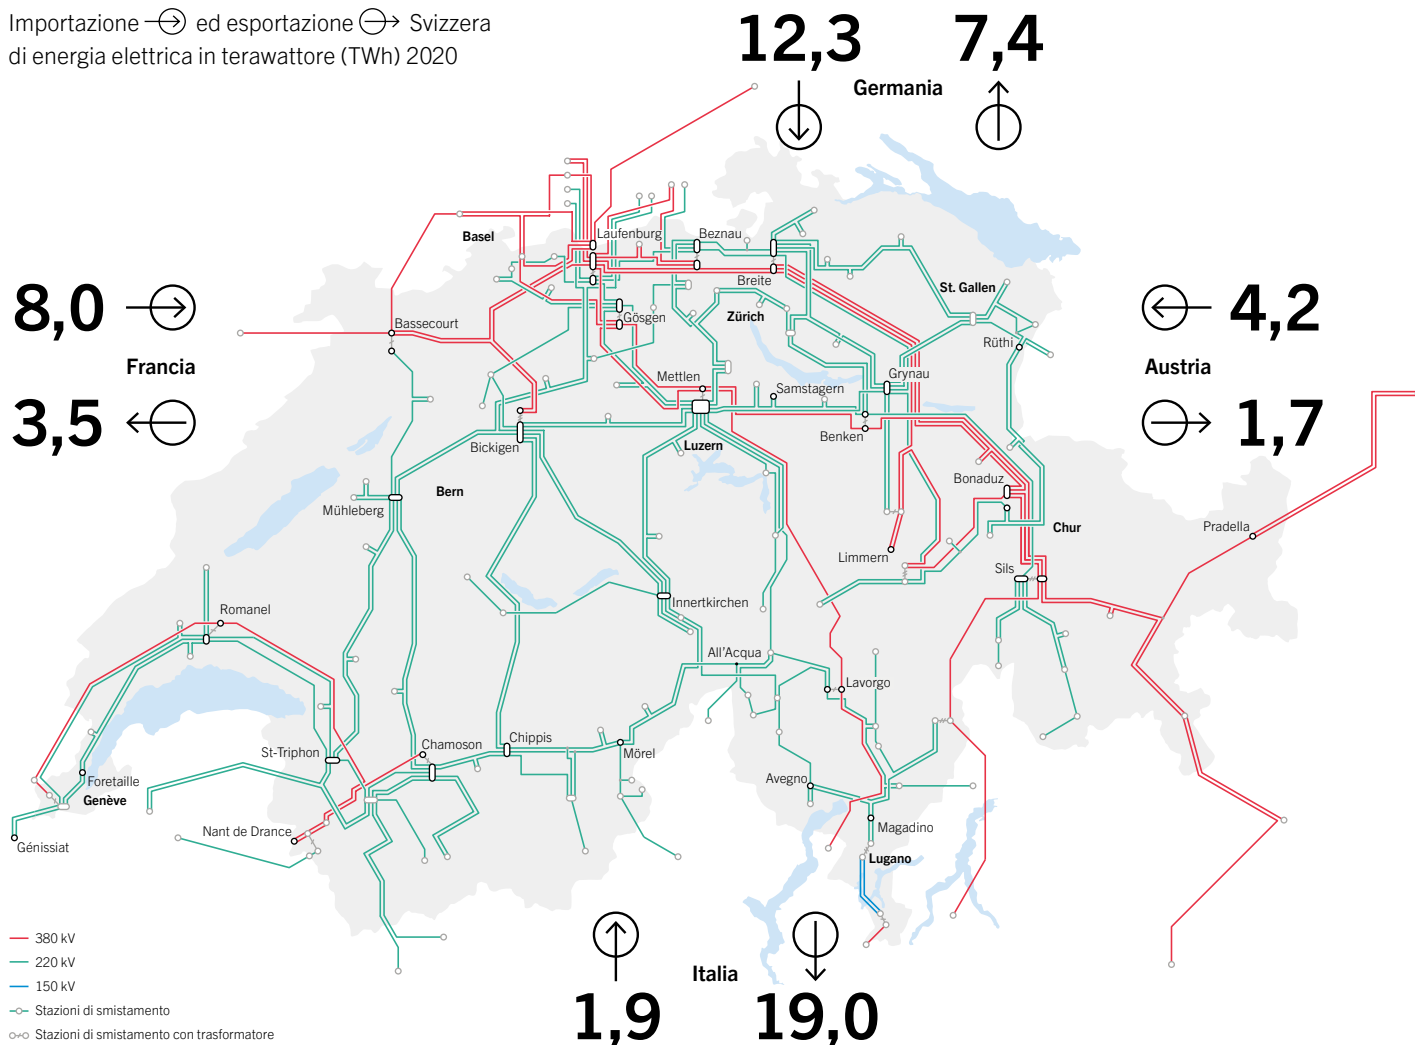 Importazione ed esportazione Svizzera
di energia elettrica in terawattore (TWh) 2020
12,3
7,4
Germania
Basel
Laufenburg
Beznau
Breite
St. Gallen
8,0
Francia
3,5
4,2
Austria
1,7
Bassecourt
Gösgen
Zürich
Rüthi
Mettlen
Samstagern
Grynau
Benken
Bickigen
Luzern
Bern
Mühleberg
Bonaduz
Chur
Pradella
Limmern
Sils
Innertkirchen
Romanel
All'Acqua
Lavorgo
St-Triphon
Chamoson
Chippis
Mörel
Foretaille
Genève
Avegno
Nant de Drance
Génissiat
Magadino
Lugano
380 kV
220 kV
150 kV
Stazioni di smistamento
Stazioni di smistamento con trasformatore
Italia
1,9
19,0